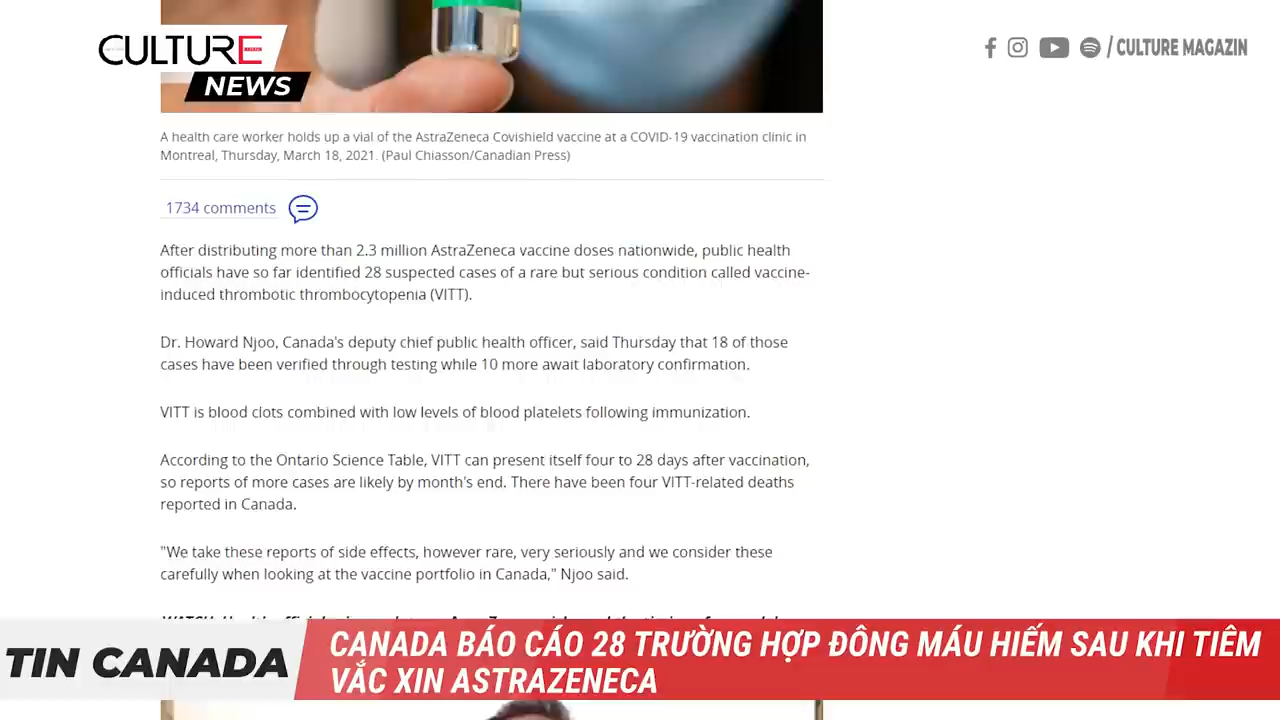 CULTURE
NEWS
/ CULTURE MAGAZIN
A health care worker holds up a vial of the AstraZeneca Covishield vaccine at a COVID-19 vaccination clinic in
Montreal, Thursday, March 18, 2021. (Paul Chiasson/Canadian Press)
1734 comments
After distributing more than 2.3 million AstraZeneca vaccine doses nationwide, public health
officials have so far identified 28 suspected cases of a rare but serious condition called vaccine-
induced thrombotic thrombocytopenia (VITT).
Dr. Howard Njoo, Canada's deputy chief public health officer, said Thursday that 18 of those
cases have been verified through testing while 10 more await laboratory confirmation.
VITT is blood clots combined with low levels of blood platelets following immunization.
According to the Ontario Science Table, VITT can present itself four to 28 days after vaccination,
so reports of more cases are likely by month's end. There have been four VITT-related deaths
reported in Canada.
"We take these reports of side effects, however rare, very seriously and we consider these
carefully when looking at the vaccine portfolio in Canada," Njoo said.
TIN CANADA
CANADA BÁO CÁO 28 TRƯỜNG HỢP ĐÔNG MÁU HIẾM SAU KHI TIÊM
VẮC XIN ASTRAZENECA